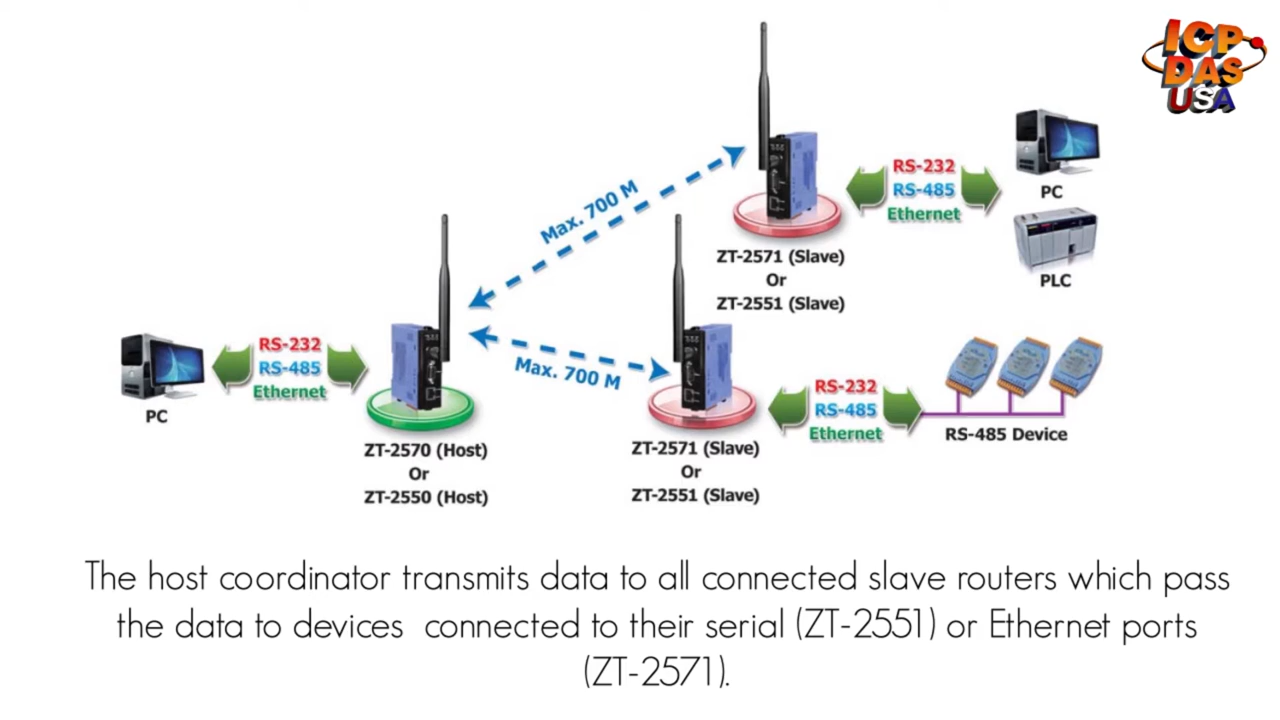 ICP
DAS
USA
Max. 700 M
RS-232
RS-485
Ethernet
PC
PLC
ZT-2571 (Slave)
Or
ZT-2551 (Slave)
RS-232
RS-485
Ethernet
PC
Max. 700 M
ZT-2570 (Host)
Or
ZT-2550 (Host)
ZT-2571 (Slave)
Or
ZT-2551 (Slave)
RS-232
RS-485
Ethernet
RS-485 Device
The host coordinator transmits data to all connected slave routers which pass
the data to devices connected to their serial (ZT-2551) or Ethernet ports
(ZT-2571).